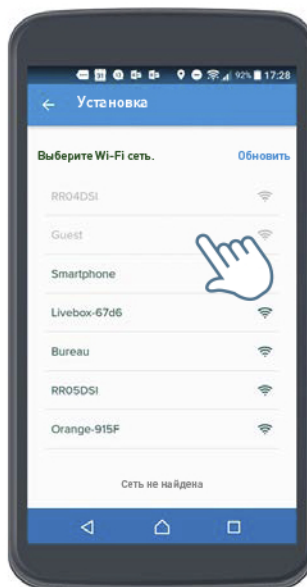 92% 17:28
Установка
Выберите Wi-Fi сеть. Обновить
RR04DSI
Guest
Smartphone
Livebox-67d6
Bureau
RR05DSI
Orange-915F
Сеть не найдена